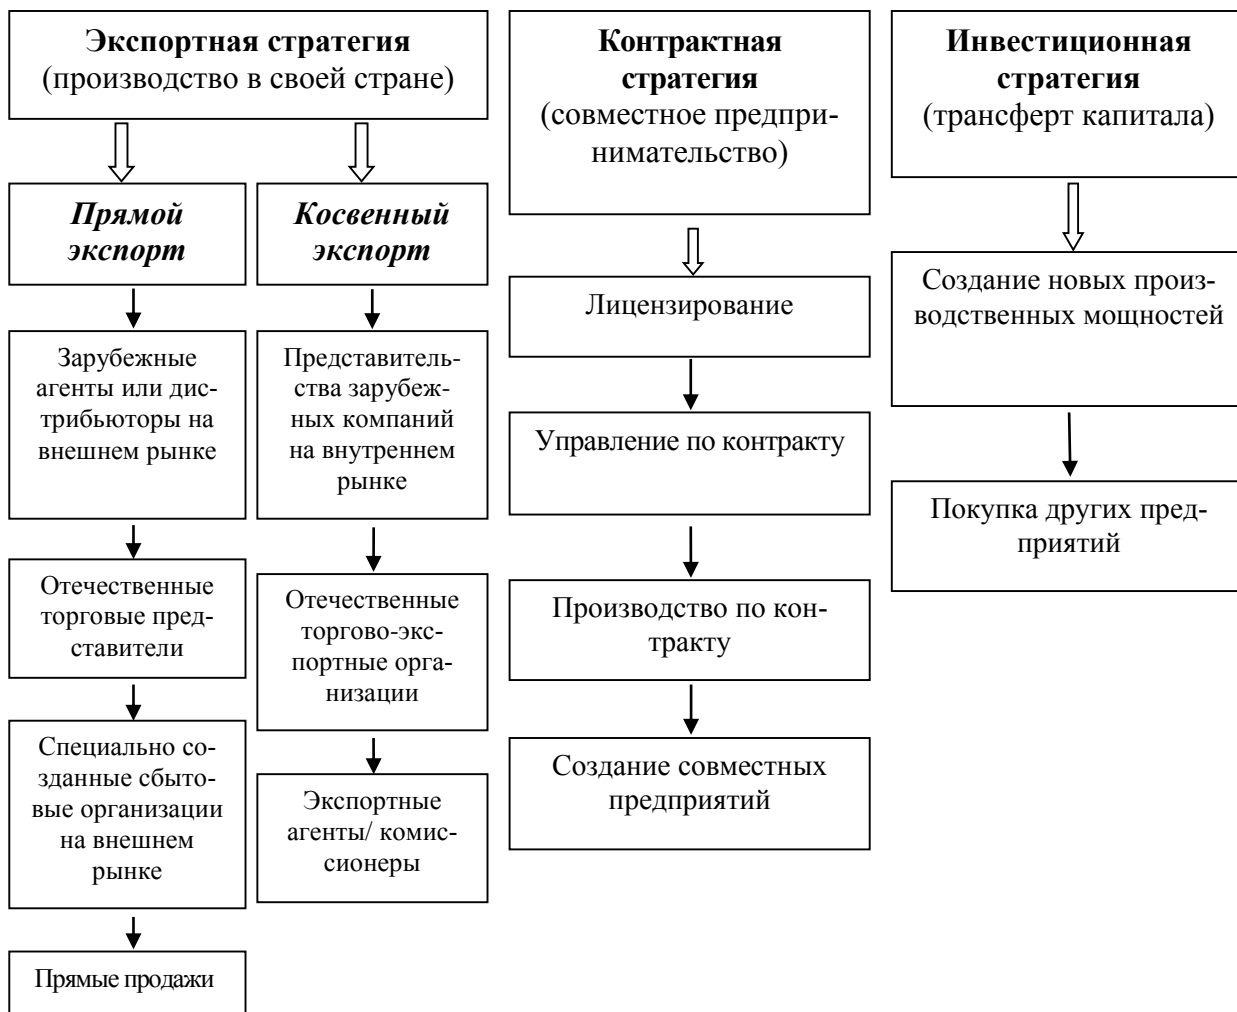 Экспортная стратегия
(производство в своей стране)
Прямой
экспорт
Зарубежные
агенты или дис-
трибьюторы на
внешнем рынке
Отечественные
торговые пред-
ставители
Специально со-
зданные сбыто-
вые организации
на внешнем
рынке
Прямые продажи
Косвенный
экспорт
Представитель-
ства зарубеж-
ных компаний
на внутреннем
рынке
Отечественные
торгово-экс-
портные орга-
низации
Экспортные
агенты/ комис-
сионеры
Контрактная
стратегия
(совместное предпри-
нимательство)
Лицензирование
Управление по контракту
Производство по кон-
тракту
Создание совместных
предприятий
Инвестиционная
стратегия
(трансферт капитала)
Создание новых произ-
водственных мощностей
Покупка других пред-
приятий